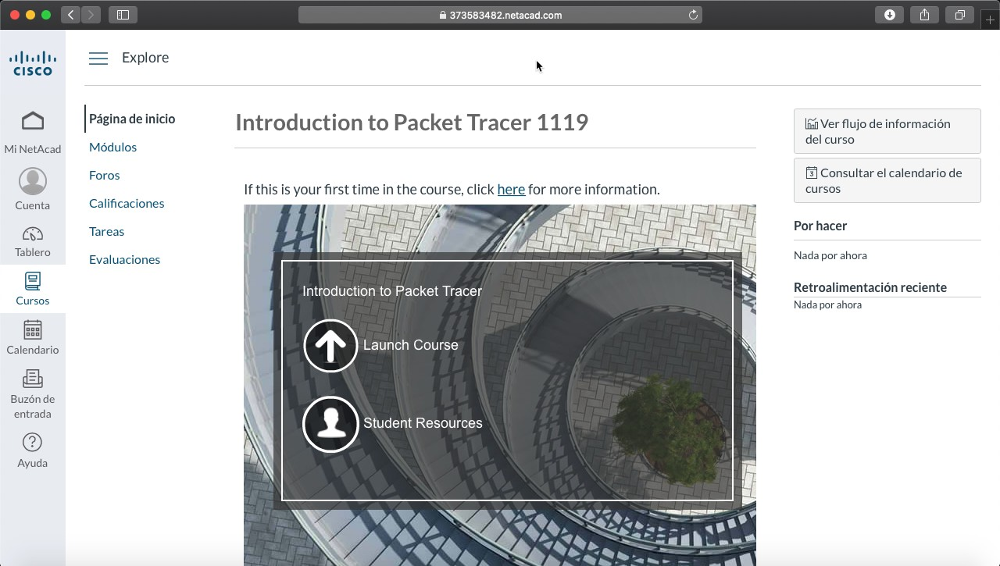 373583482.netacad.com
CISCO
Explore
Mi NetAcad
Cuenta
Tablero
Cursos
Calendario
Buzón de
entrada
Ayuda
Página de inicio
Módulos
Foros
Calificaciones
Tareas
Evaluaciones
Introduction to Packet Tracer 1119
If this is your first time in the course, click here for more information.
Introduction to Packet Tracer
Launch Course
Student Resources
Ver flujo de información
del curso
3
Consultar el calendario de
cursos
Por hacer
Nada por ahora
Retroalimentación reciente
Nada por ahora